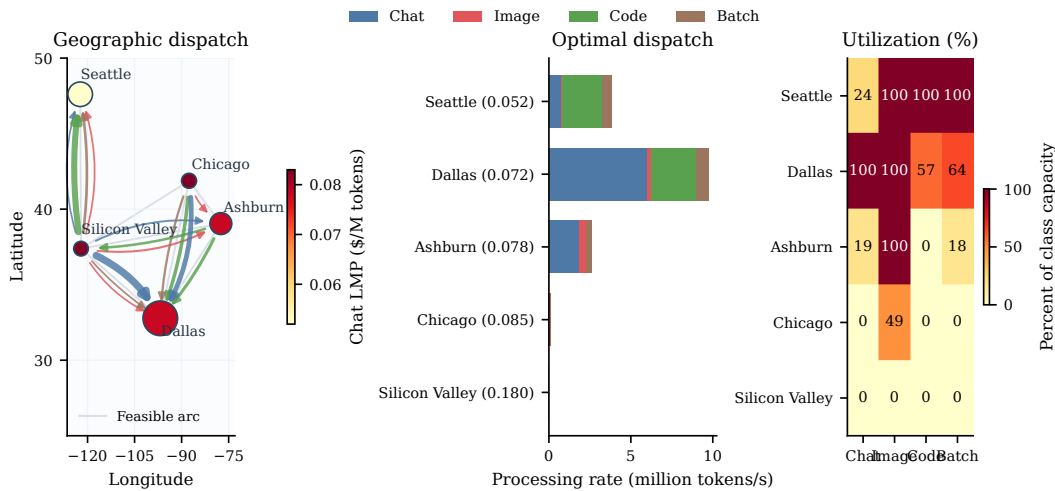 Chat
Image
Code
Batch
Geographic dispatch
50
40
30
Latitude
Seattle
Chicago
Ashburn
Silicon Valley
Dallas
Feasible arc
−120
−105
−90
−75
Longitude
0.08
0.07
0.06
Chat LMP ($/M tokens)
Optimal dispatch
Seattle (0.052)
Dallas (0.072)
Ashburn (0.078)
Chicago (0.085)
Silicon Valley (0.180)
0
5
10
Processing rate (million tokens/s)
Utilization (%)
Seattle
24 100 100 100
Dallas
100 100 57 64
Ashburn
19 100 0 18
Chicago
0 49 0 0
Silicon Valley
0 0 0 0
Chat
Image
Code
Batch
100
50
0
Percent of class capacity